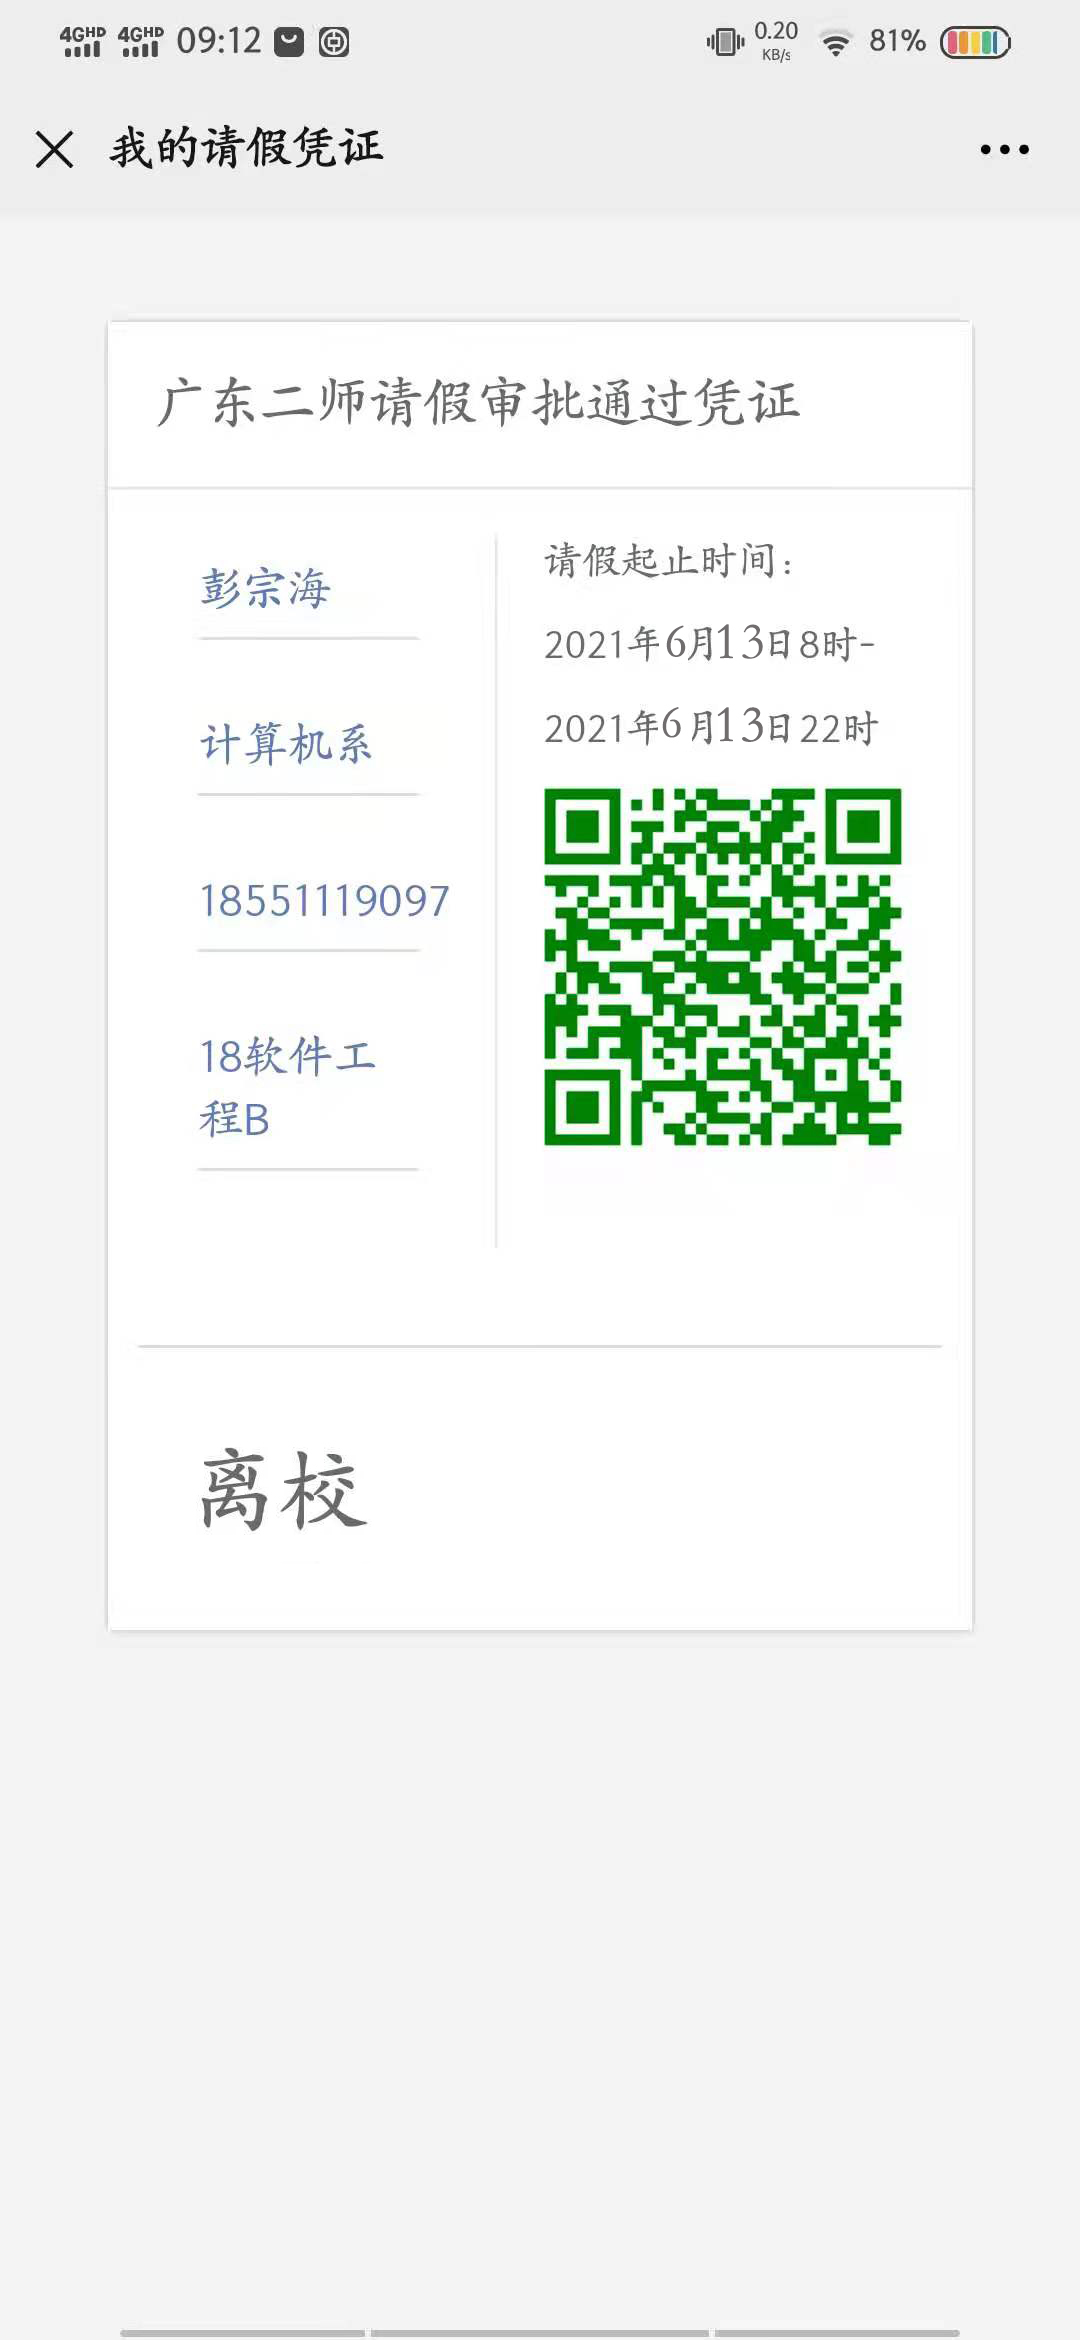 4GHD 4GHD 09:12 0.20 KB/s 81%
我的请假凭证
广东二师请假审批通过凭证
彭宗海
计算机系
18551119097
18软件工
程B
请假起止时间：
2021年6月13日8时-
2021年6月13日22时
离校